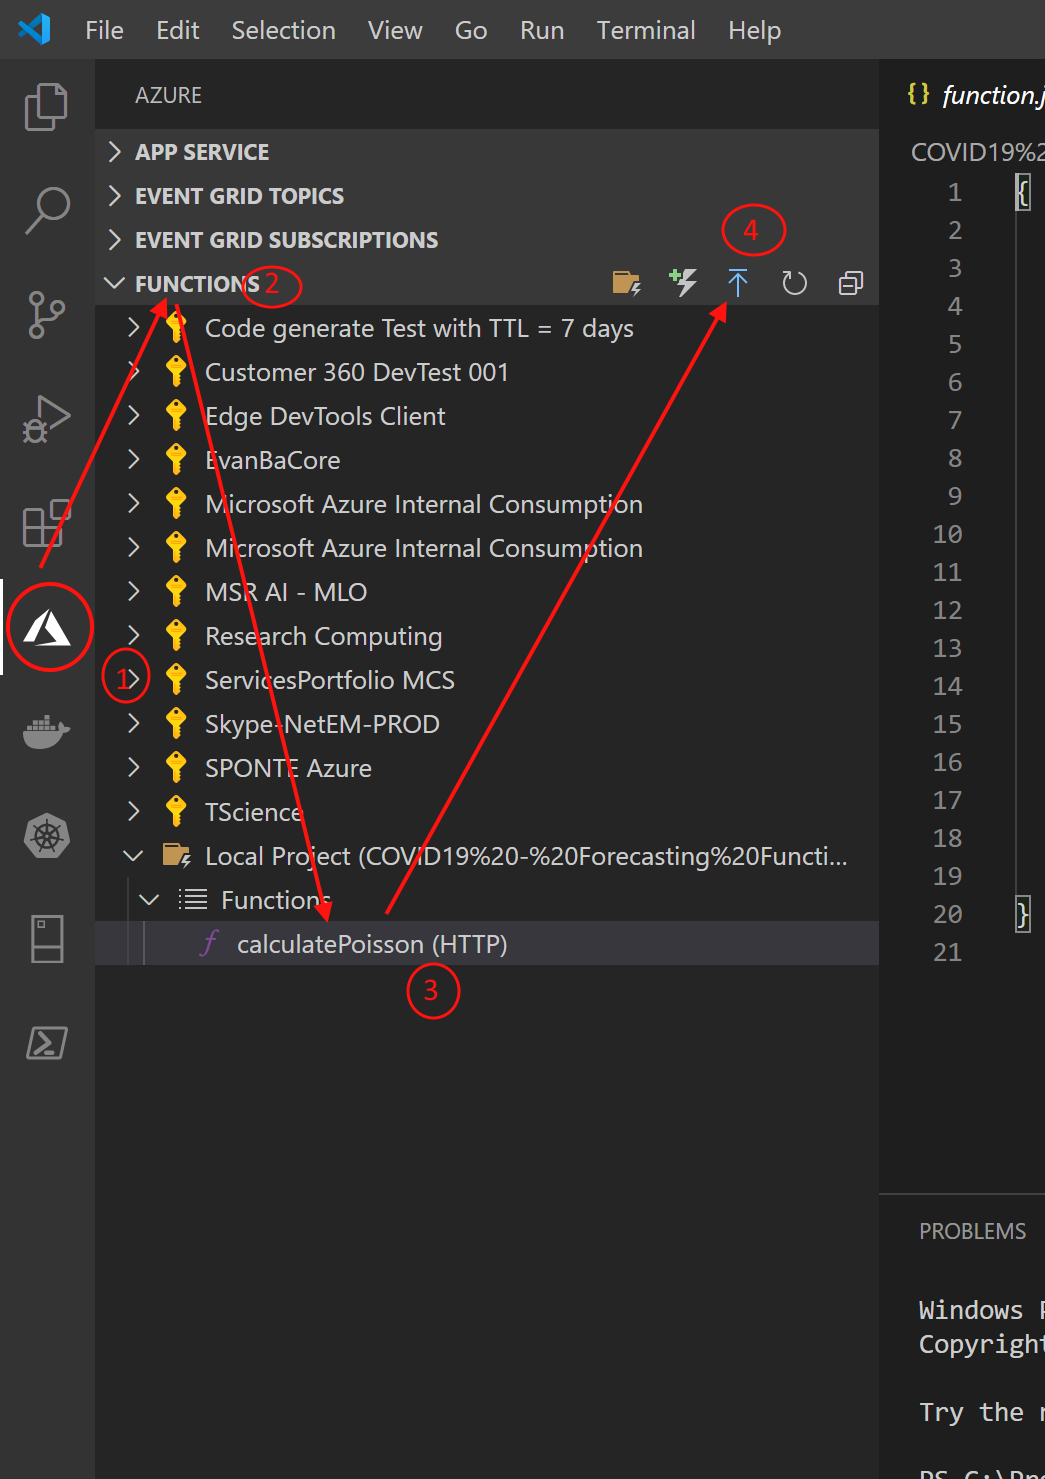 File Edit Selection View Go Run Terminal Help
AZURE
APP SERVICE
EVENT GRID TOPICS
EVENT GRID SUBSCRIPTIONS
4
FUNCTIONS 2
Code generate Test with TTL = 7 days
Customer 360 DevTest 001
Edge DevTools Client
EvanBaCore
Microsoft Azure Internal Consumption
Microsoft Azure Internal Consumption
MSR AI - MLO
Research Computing
1 ServicesPortfolio MCS
Skype-NetEM-PROD
SPONTE Azure
TScience
Local Project (COVID19%20-%20Forecasting%20Functi...
Functions
f calculatePoisson (HTTP)
3
{} function.j
COVID19%2
1 {
2
3
4
5
6
7
8
9
10
11
12
13
14
15
16
17
18
19
20 }
21
PROBLEMS
Windows P
Copyright
Try the n
PS C:\Pro